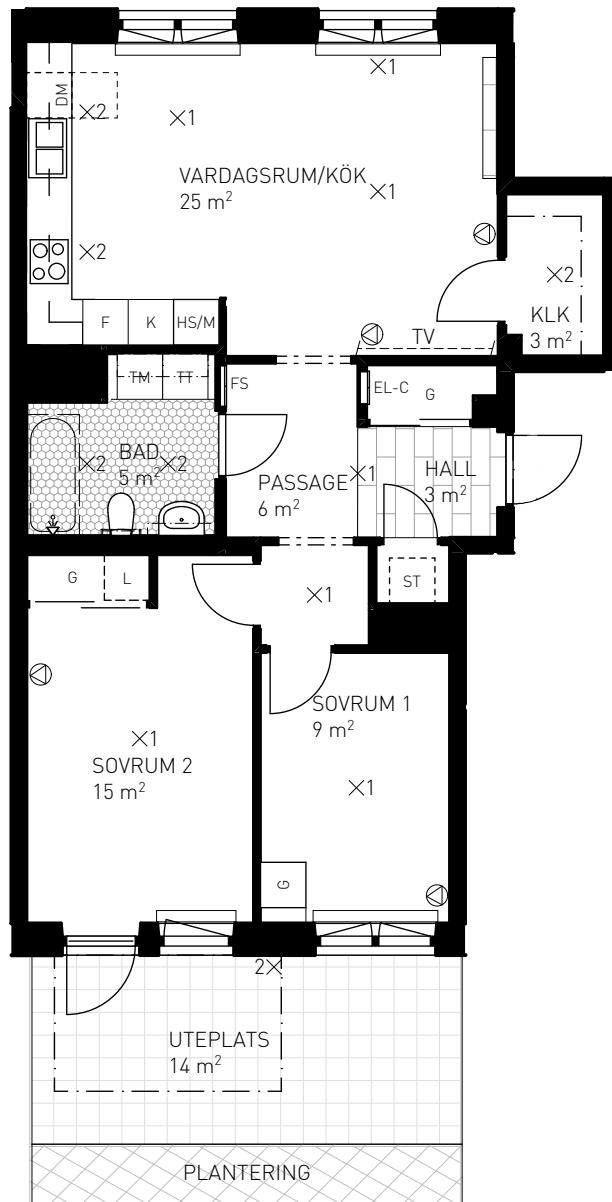 ×1
DM
×2
×1
VARDAGSRUM/KÖK
25 m²
×1
×2
×2
KLK
3 m²
F
K
HS/M
TV
TM
TT
FS
EL-C
G
BAD
5 m²
×2
×2
PASSAGE
6 m²
×1
HALL
3 m²
G
L
ST
×1
SOVRUM 1
9 m²
×1
SOVRUM 2
15 m²
×1
G
2×
UTEPLATS
14 m²
PLANTERING